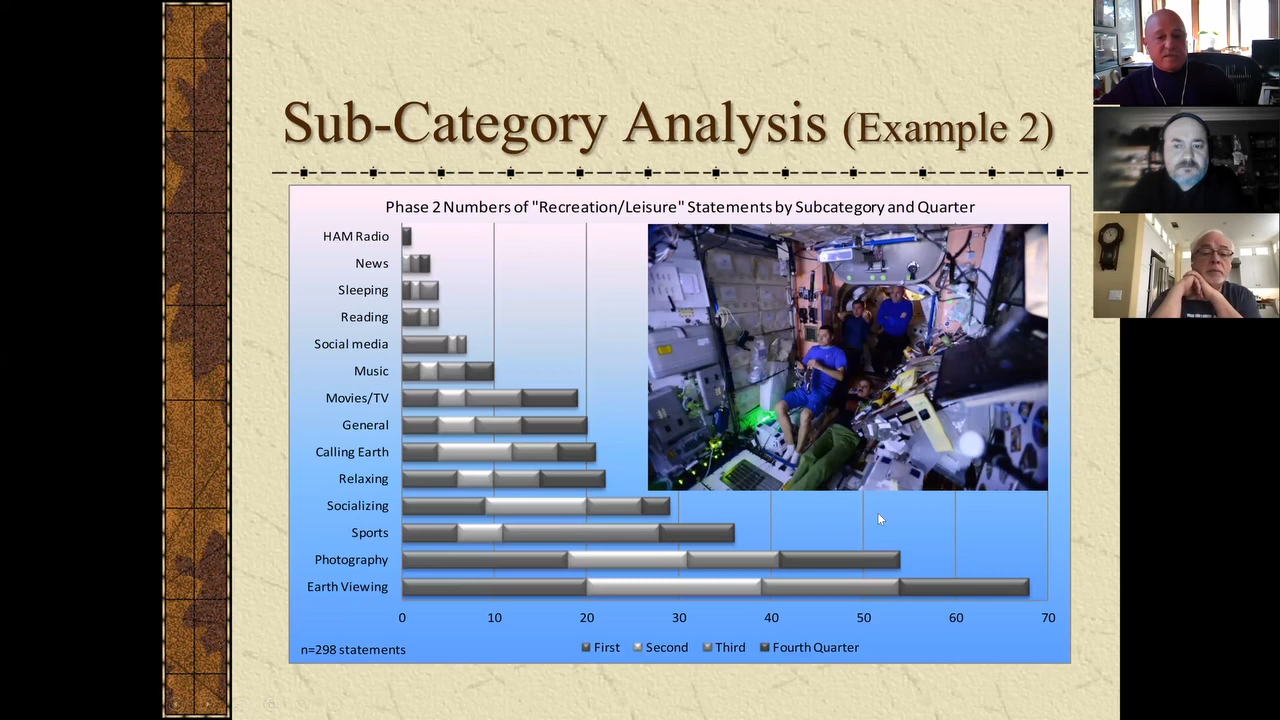 Sub-Category Analysis (Example 2)
Phase 2 Numbers of "Recreation/Leisure" Statements by Subcategory and Quarter
HAM Radio
News
Sleeping
Reading
Social media
Music
Movies/TV
General
Calling Earth
Relaxing
Socializing
Sports
Photography
Earth Viewing
0 10 20 30 40 50 60 70
n=298 statements
First Second Third Fourth Quarter